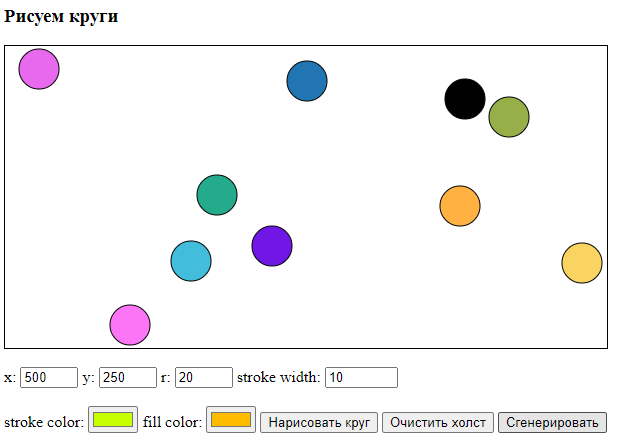 Рисуем круги
x: 500 y: 250 r: 20 stroke width: 10
stroke color: fill color: Нарисовать круг Очистить холст Сгенерировать